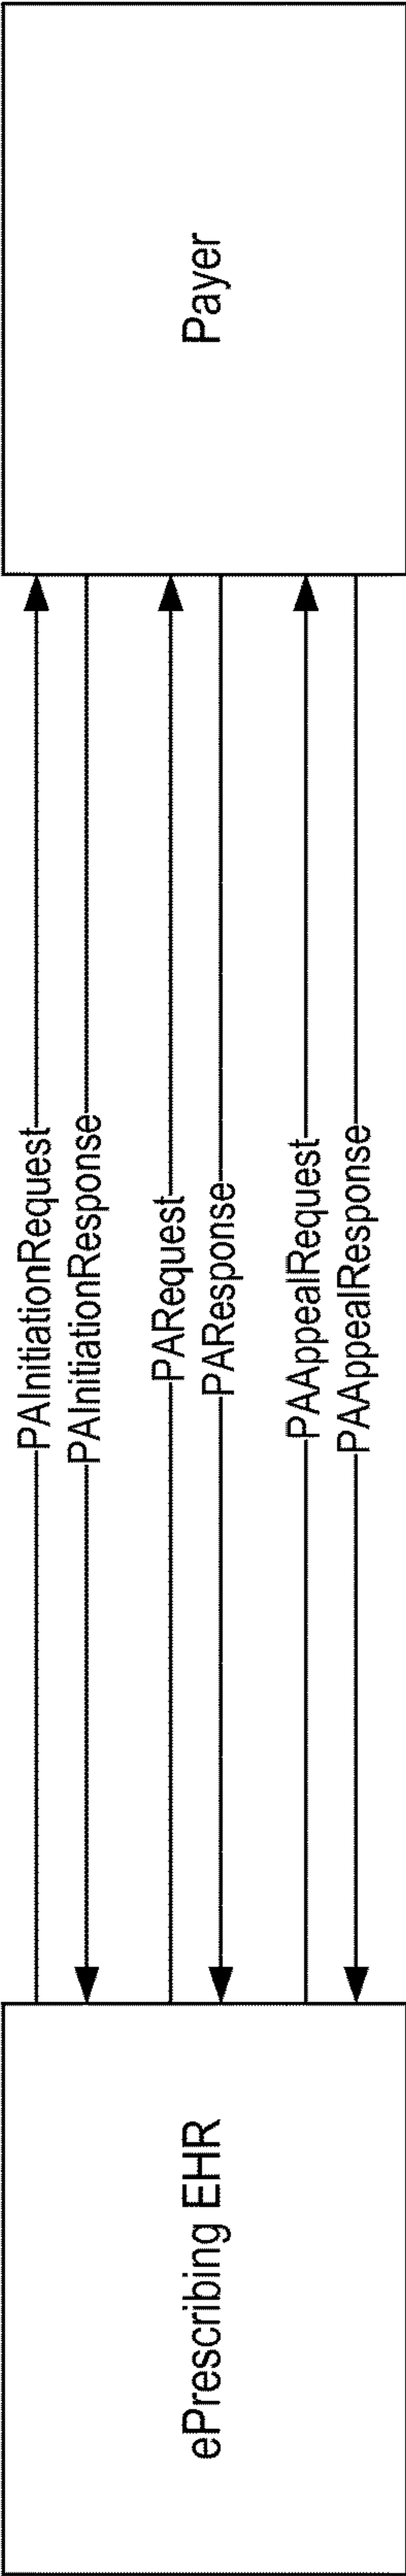 ePrescribing EHR
PAInitiationRequest
PAInitiationResponse
PARequest
PAResponse
PAAppealRequest
PAAppealResponse
Payer